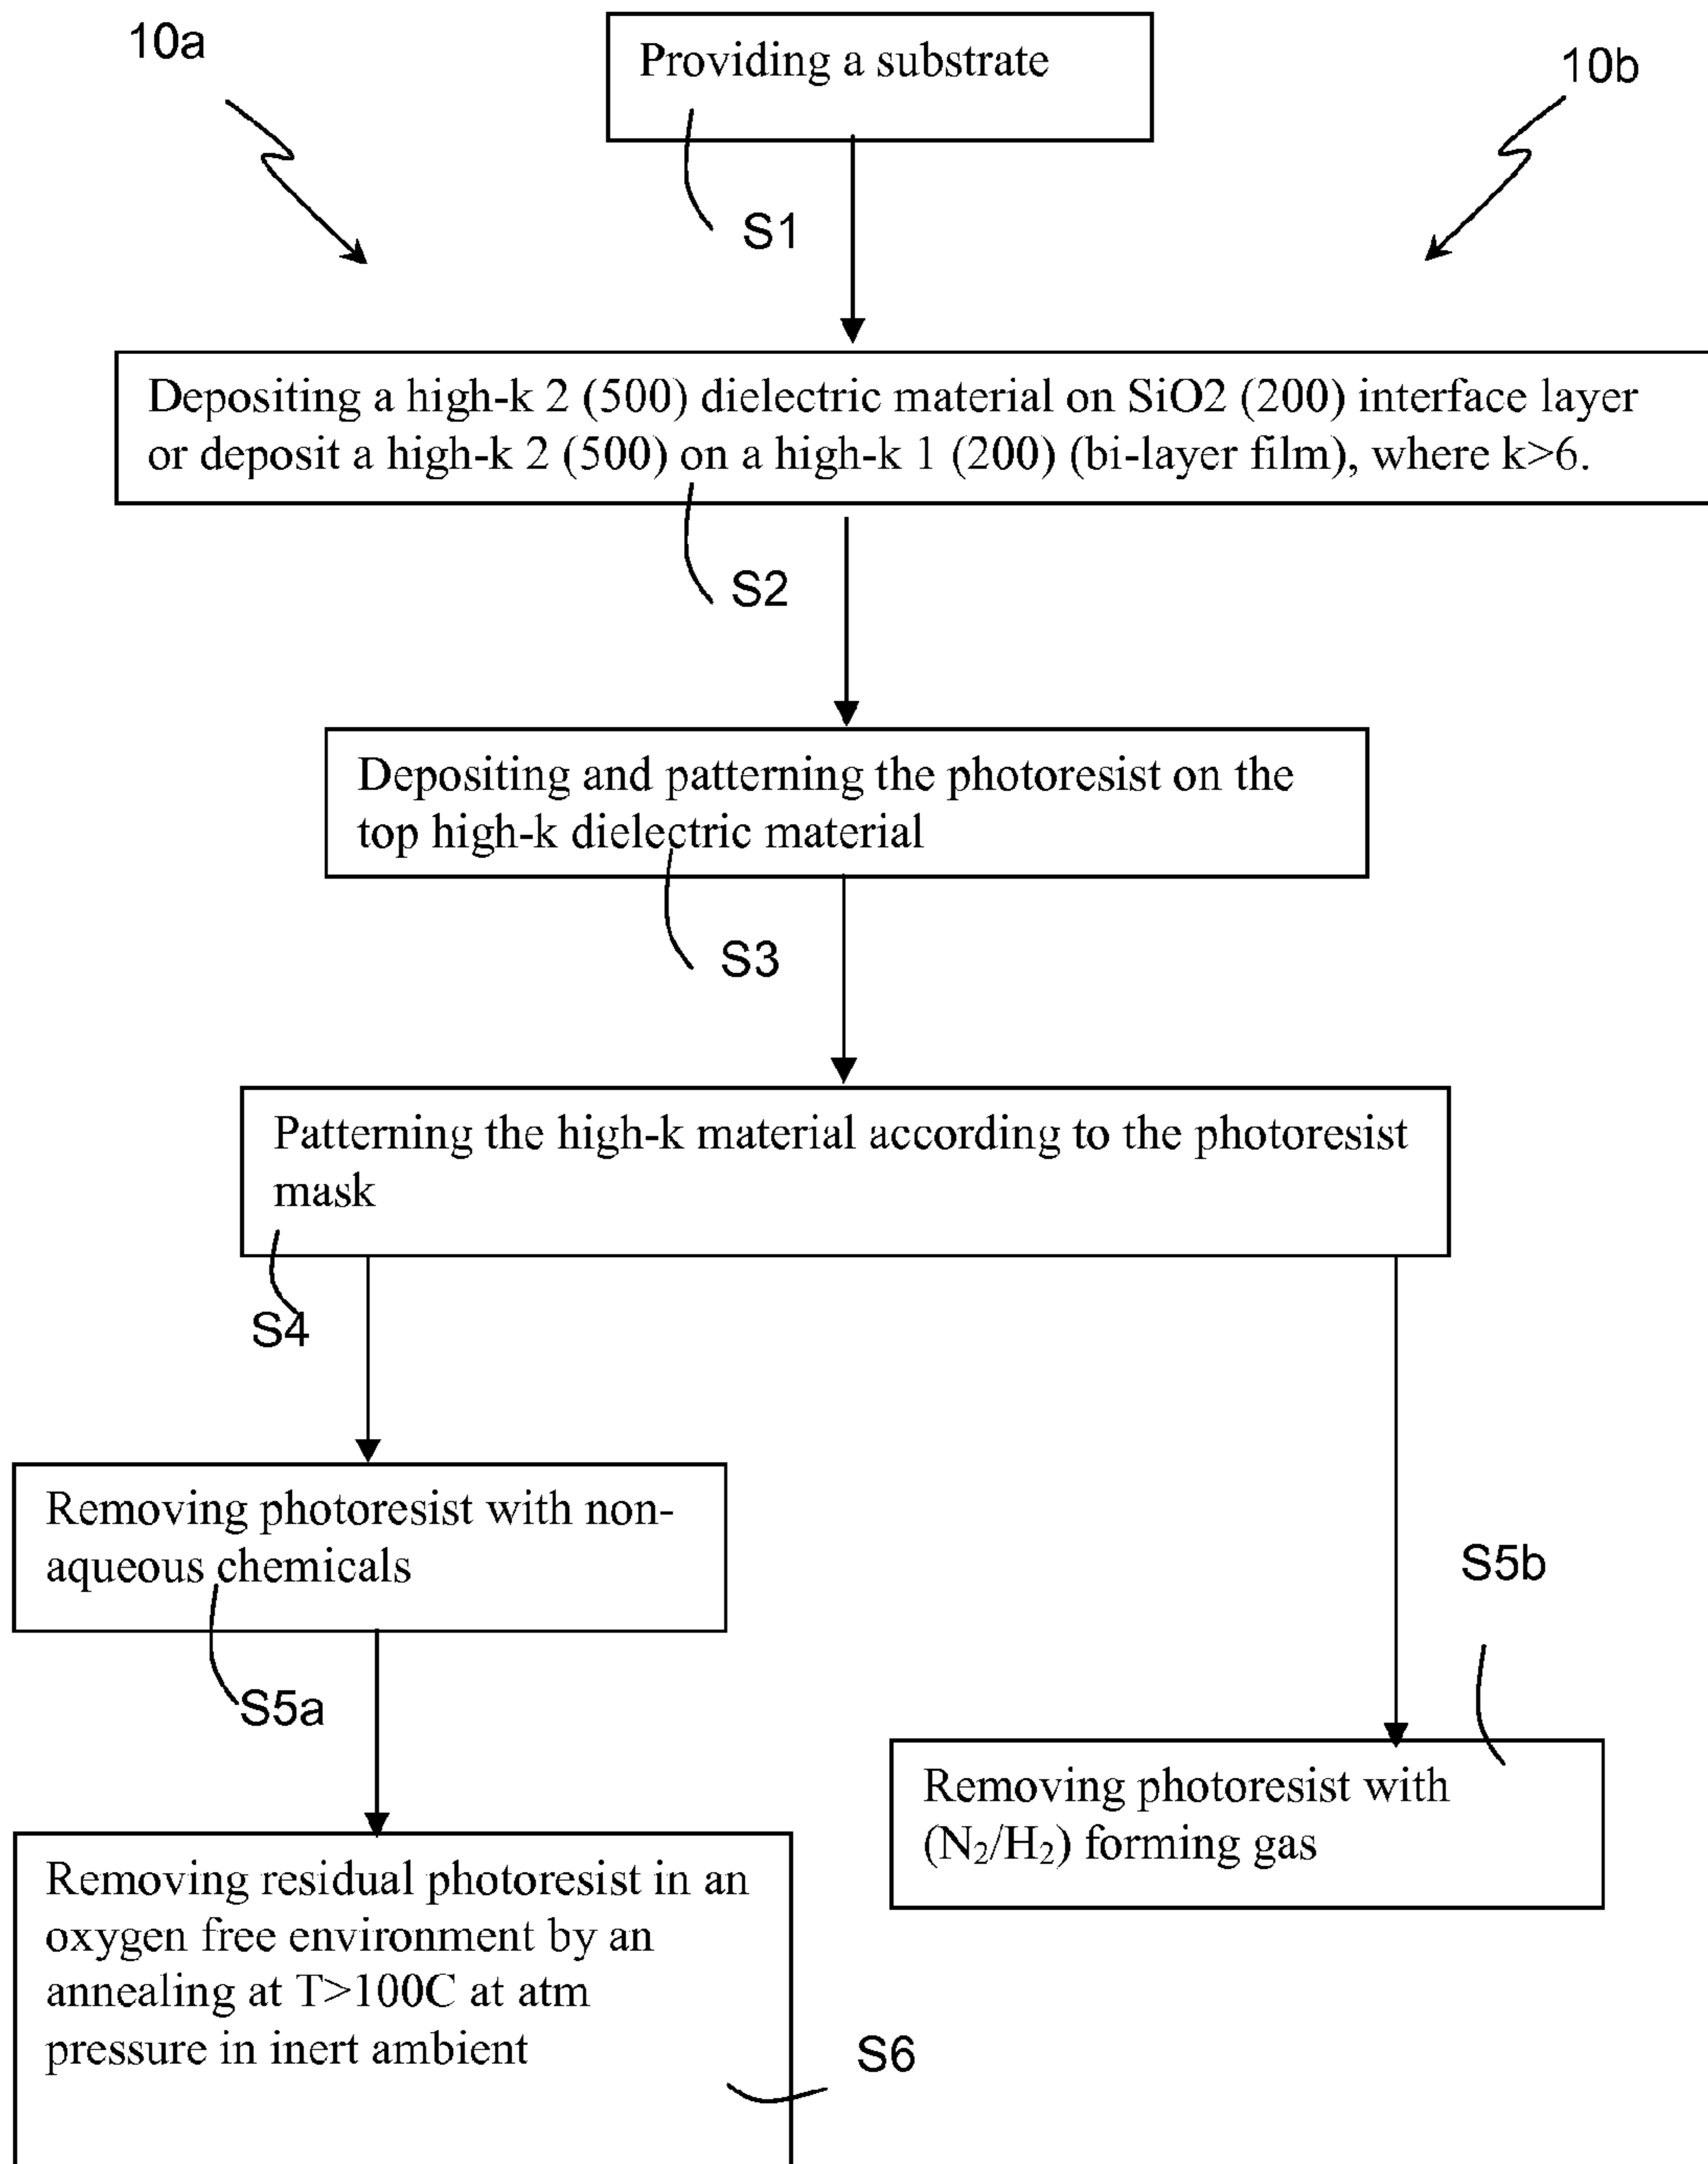 10a
Providing a substrate
10b
S1
Depositing a high-k 2 (500) dielectric material on SiO2 (200) interface layer
or deposit a high-k 2 (500) on a high-k 1 (200) (bi-layer film), where k>6.
S2
Depositing and patterning the photoresist on the
top high-k dielectric material
S3
Patterning the high-k material according to the photoresist
mask
S4
Removing photoresist with non-
aqueous chemicals
S5a
S5b
Removing photoresist with
(N₂/H₂) forming gas
Removing residual photoresist in an
oxygen free environment by an
annealing at T>100C at atm
pressure in inert ambient
S6